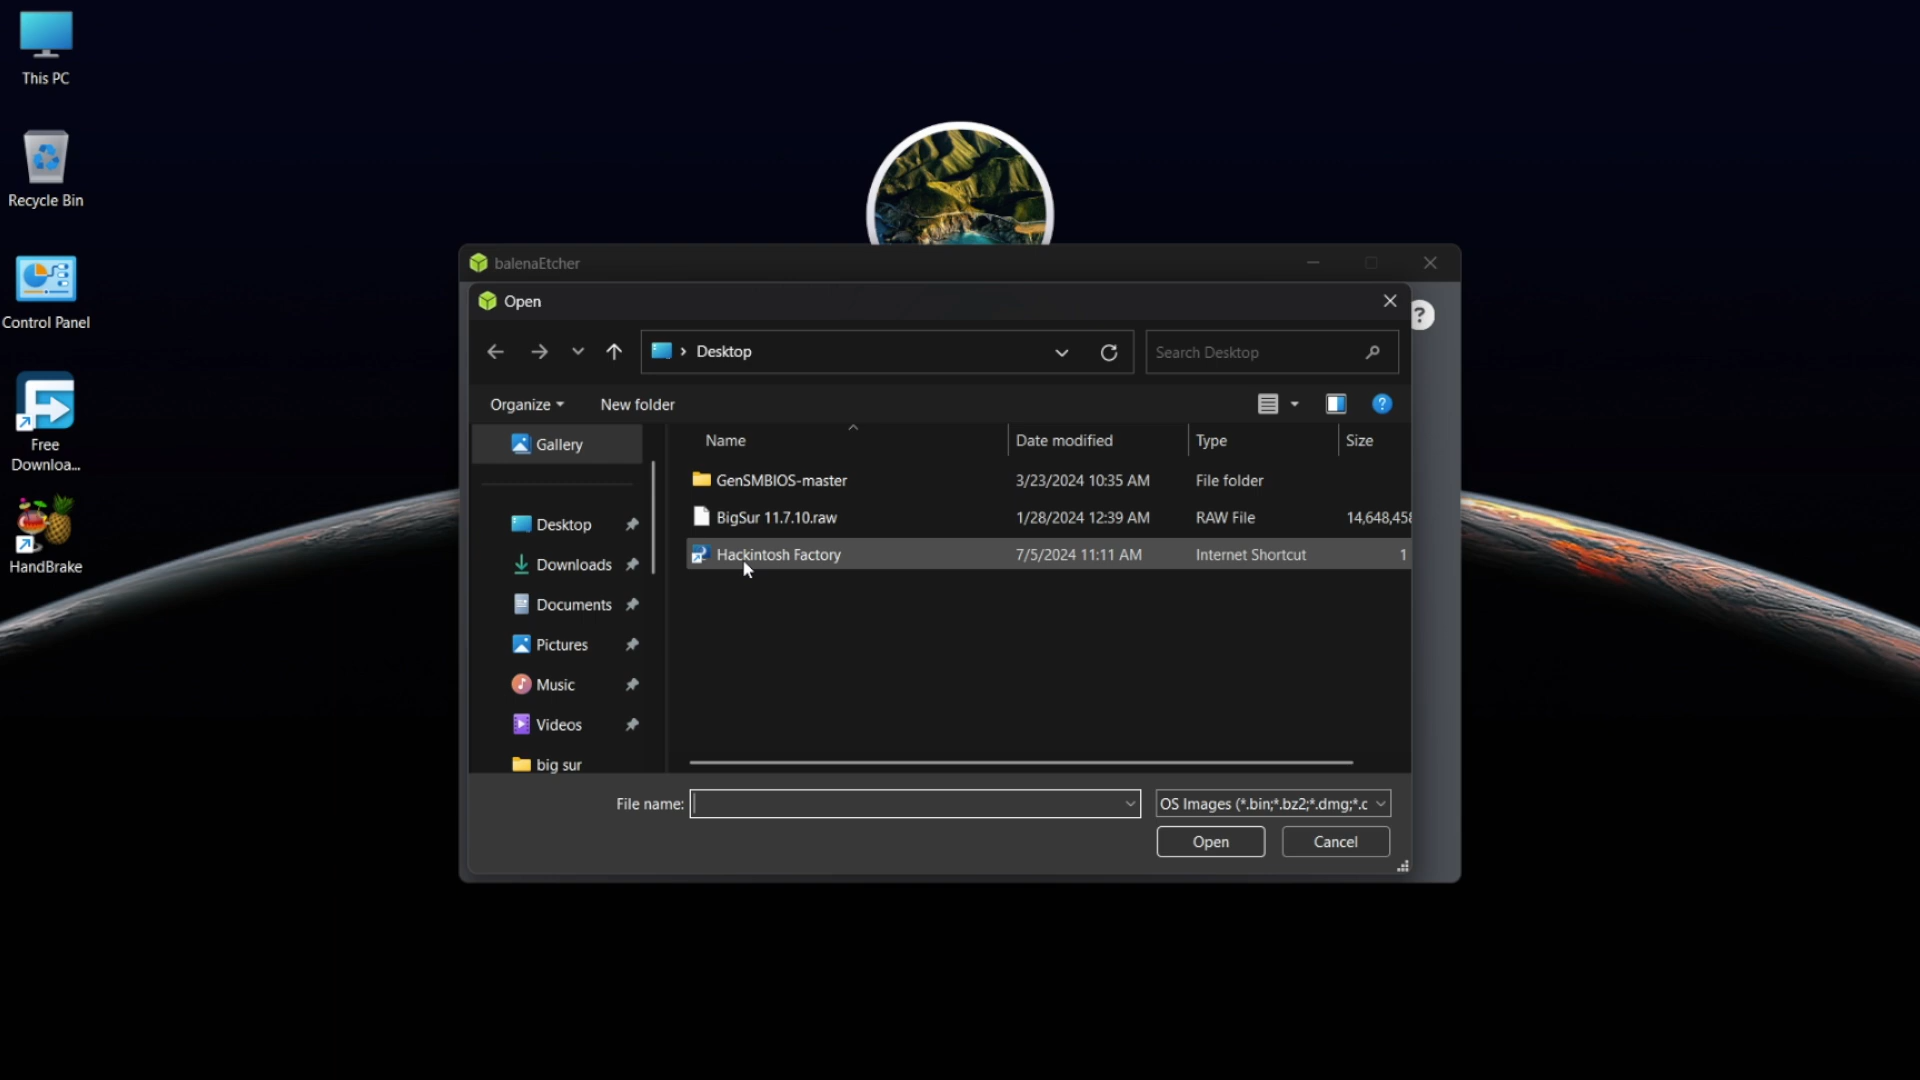 This PC
Recycle Bin
Control Panel
Free
Downloa...
HandBrake
balenaEtcher
?
Open
Desktop
Search Desktop
Organize
New folder
?
Gallery
Desktop
Downloads
Documents
Pictures
Music
Videos
big sur
Name Date modified Type Size
GenSMBIOS-master 3/23/2024 10:35 AM File folder
BigSur 11.7.10.raw 1/28/2024 12:39 AM RAW File 14,648,458
Hackintosh Factory 7/5/2024 11:11 AM Internet Shortcut 1
File name:
OS Images (*.bin;*.bz2;*.dmg;*.c
Open
Cancel